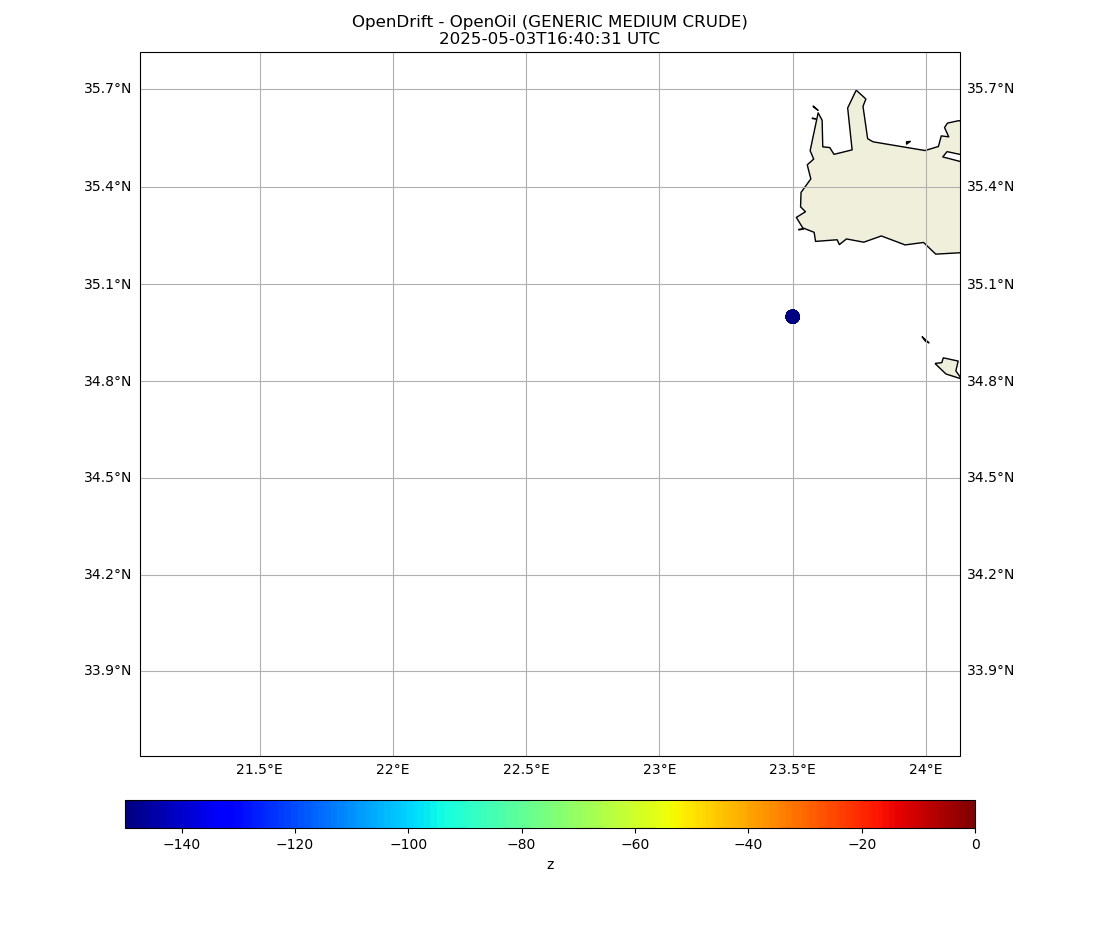 OpenDrift - OpenOil (GENERIC MEDIUM CRUDE)
2025-05-03T16:40:31 UTC
35.7°N 35.7°N
35.4°N 35.4°N
35.1°N 35.1°N
34.8°N 34.8°N
34.5°N 34.5°N
34.2°N 34.2°N
33.9°N 33.9°N
21.5°E 22°E 22.5°E 23°E 23.5°E 24°E
−140 −120 −100 −80 −60 −40 −20 0
z